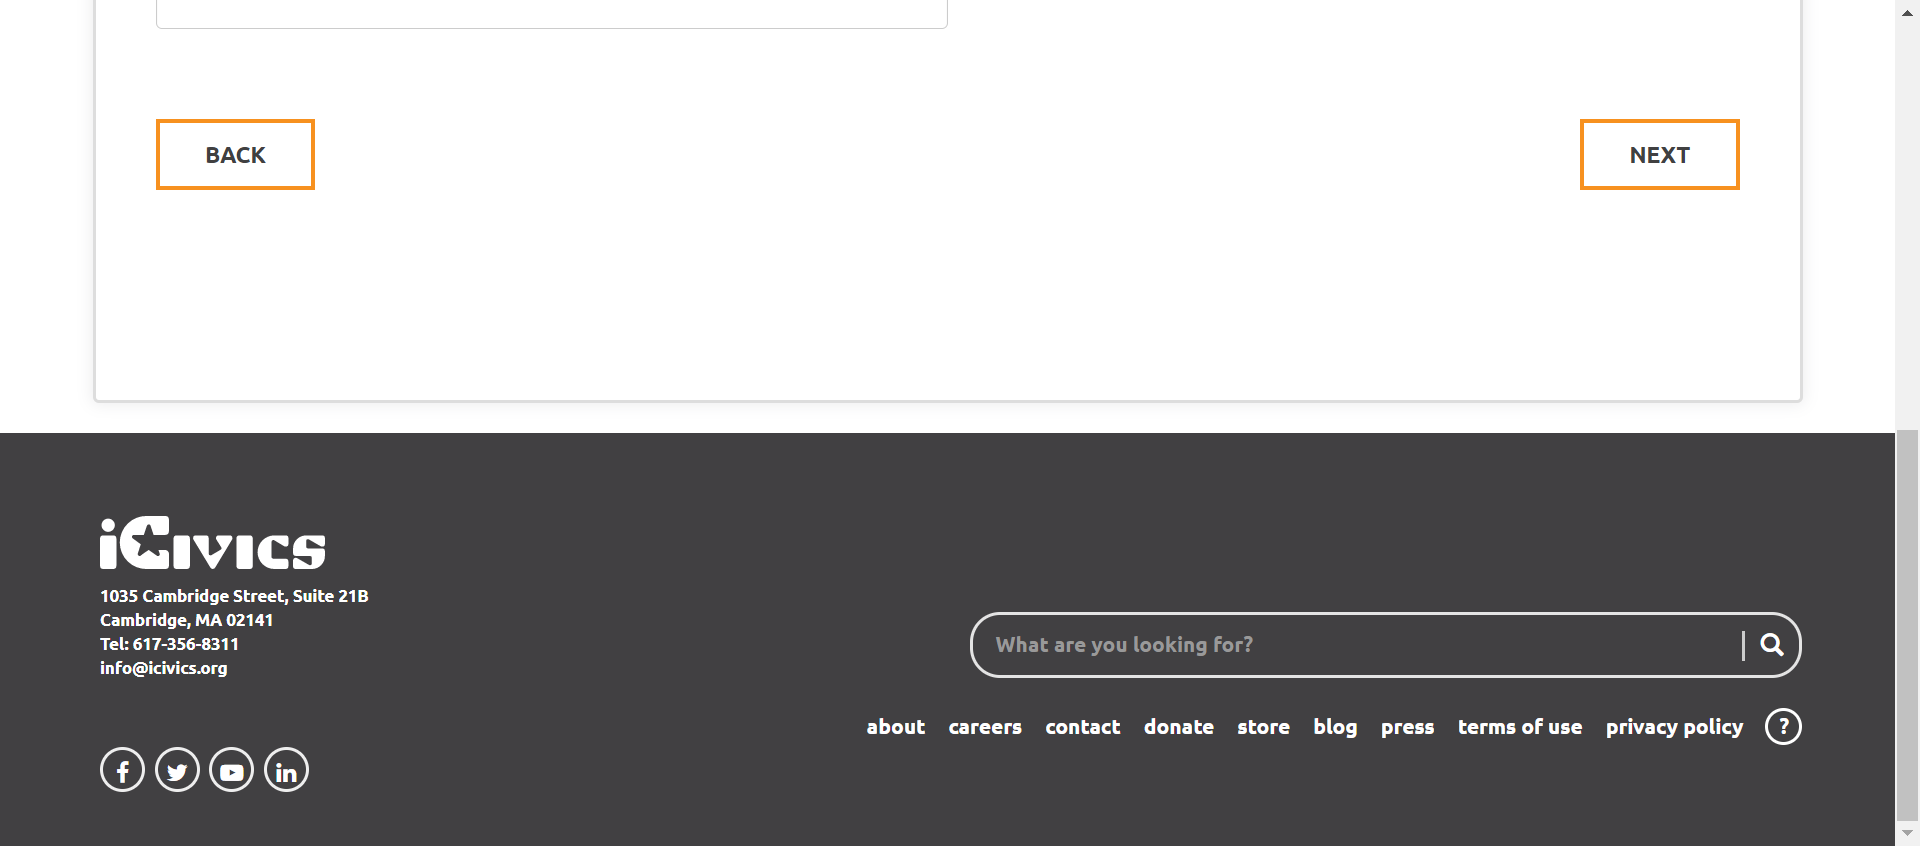 BACK
NEXT
iCivics
1035 Cambridge Street, Suite 21B
Cambridge, MA 02141
Tel: 617-356-8311
info@icivics.org
What are you looking for?
about careers contact donate store blog press terms of use privacy policy ?